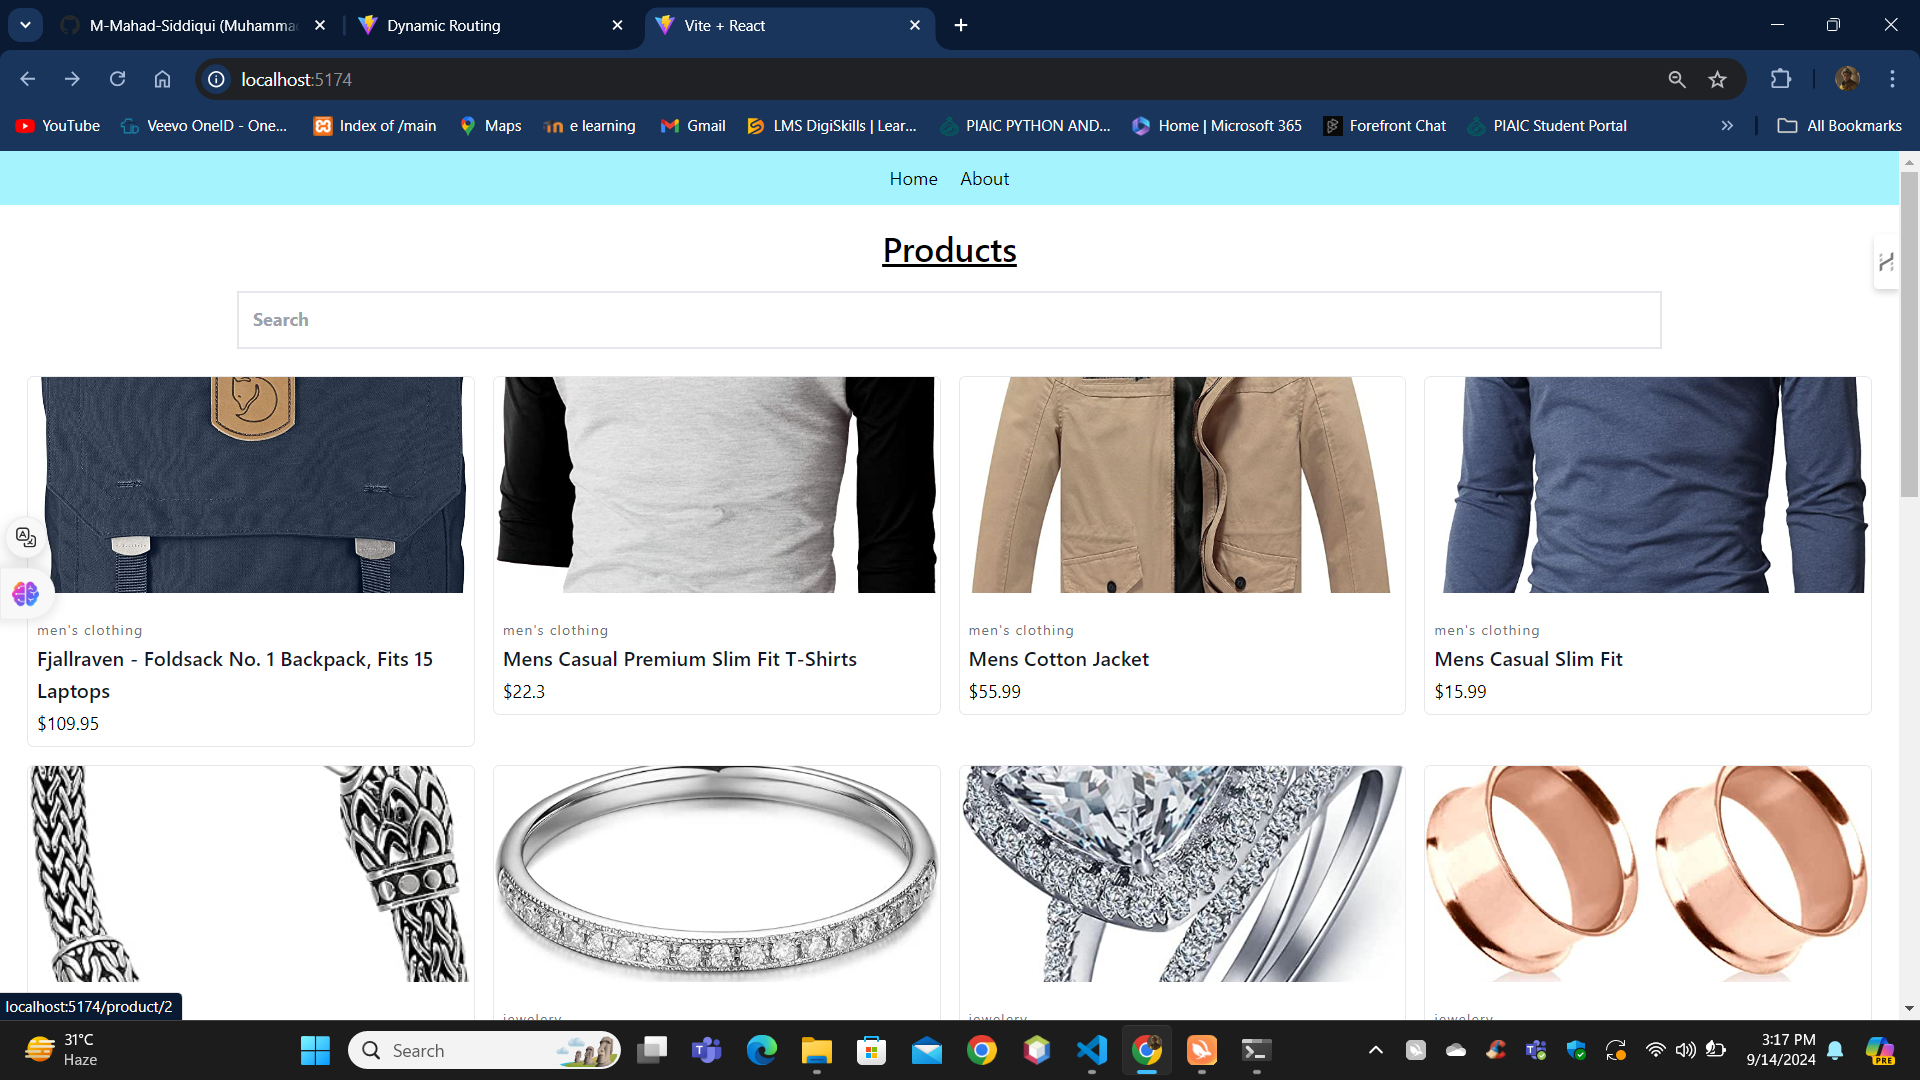 M-Mahad-Siddiqui (Muhamma
Dynamic Routing
Vite + React
localhost:5174
YouTube
Veevo OneID - One...
Index of /main
Maps
e learning
Gmail
LMS DigiSkills | Lear...
PIAIC PYTHON AND...
Home | Microsoft 365
Forefront Chat
PIAIC Student Portal
All Bookmarks
Home About
Products
Search
men's clothing
Fjallraven - Foldsack No. 1 Backpack, Fits 15
Laptops
$109.95
men's clothing
Mens Casual Premium Slim Fit T-Shirts
$22.3
men's clothing
Mens Cotton Jacket
$55.99
men's clothing
Mens Casual Slim Fit
$15.99
jewelery
jewelery
jewelery
localhost:5174/product/2
31°C
Haze
Search
3:17 PM
9/14/2024
PRE